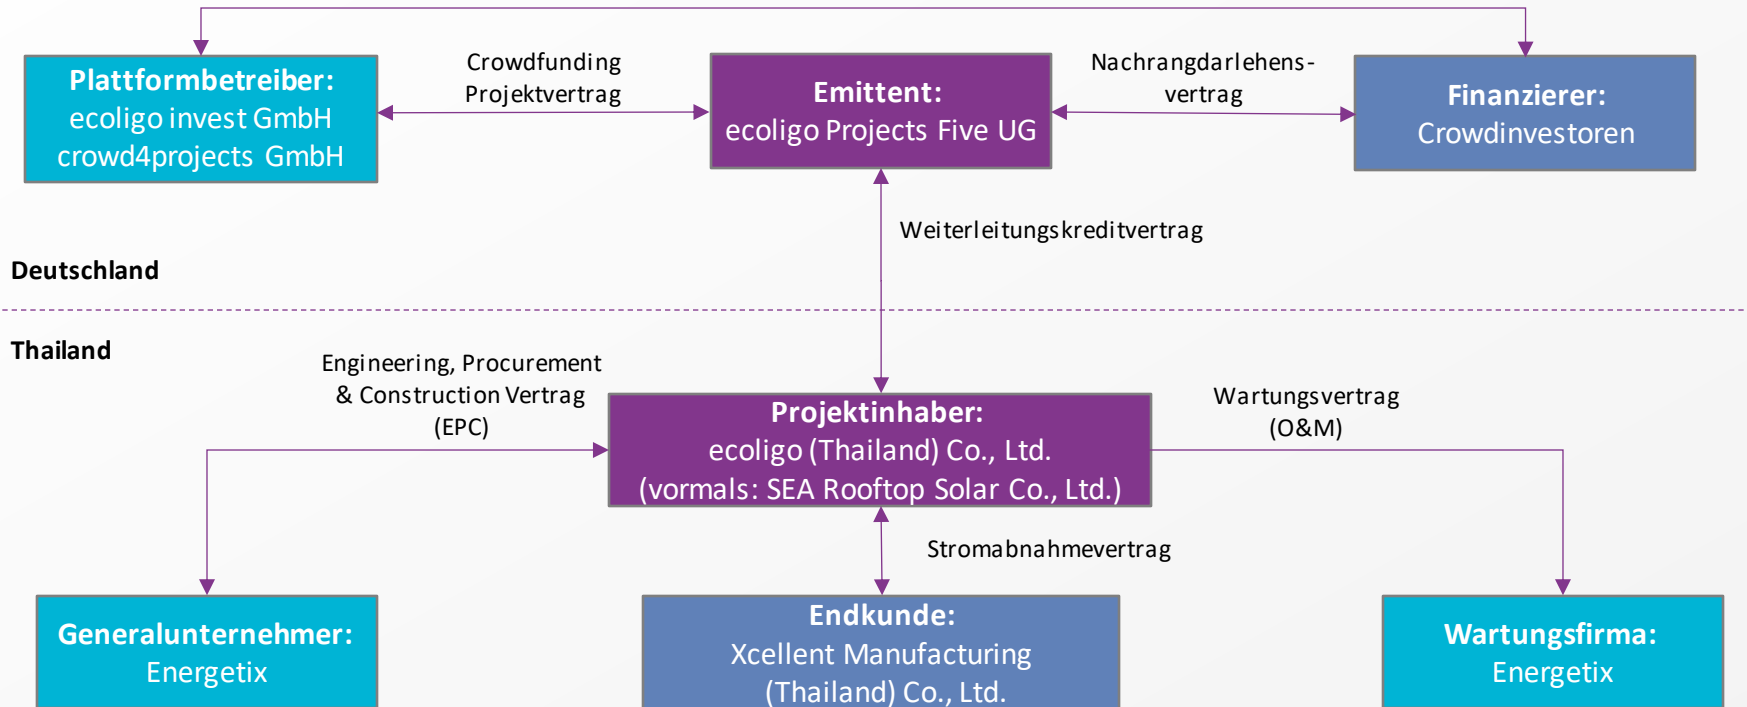 Plattformbetreiber:
ecoligo invest GmbH
crowd4projects GmbH
Crowdfunding
Projektvertrag
Emittent:
ecoligo Projects Five UG
Nachrangdarlehens-
vertrag
Finanzierer:
Crowdinvestoren
Weiterleitungskreditvertrag
Deutschland
Thailand
Engineering, Procurement
& Construction Vertrag
(EPC)
Projektinhaber:
ecoligo (Thailand) Co., Ltd.
(vormals: SEA Rooftop Solar Co., Ltd.)
Wartungsvertrag
(O&M)
Stromabnahmevertrag
Generalunternehmer:
Energetix
Endkunde:
Xcellent Manufacturing
(Thailand) Co., Ltd.
Wartungsfirma:
Energetix